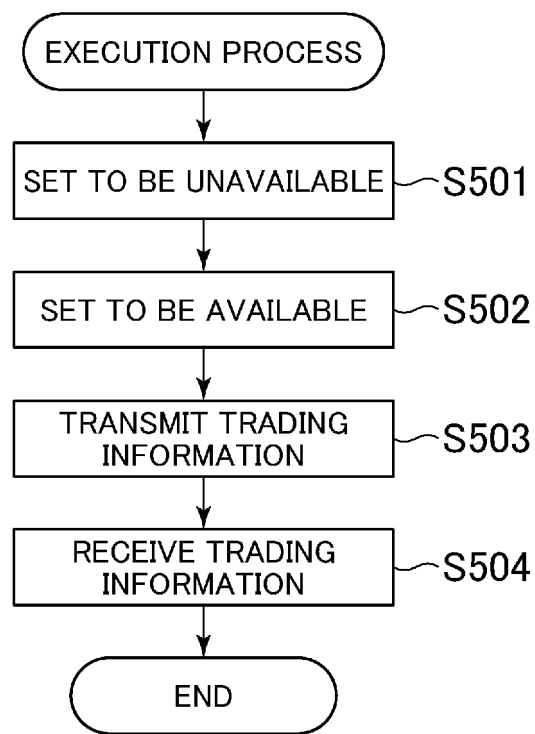 EXECUTION PROCESS
SET TO BE UNAVAILABLE
S501
SET TO BE AVAILABLE
S502
TRANSMIT TRADING
INFORMATION
S503
RECEIVE TRADING
INFORMATION
S504
END